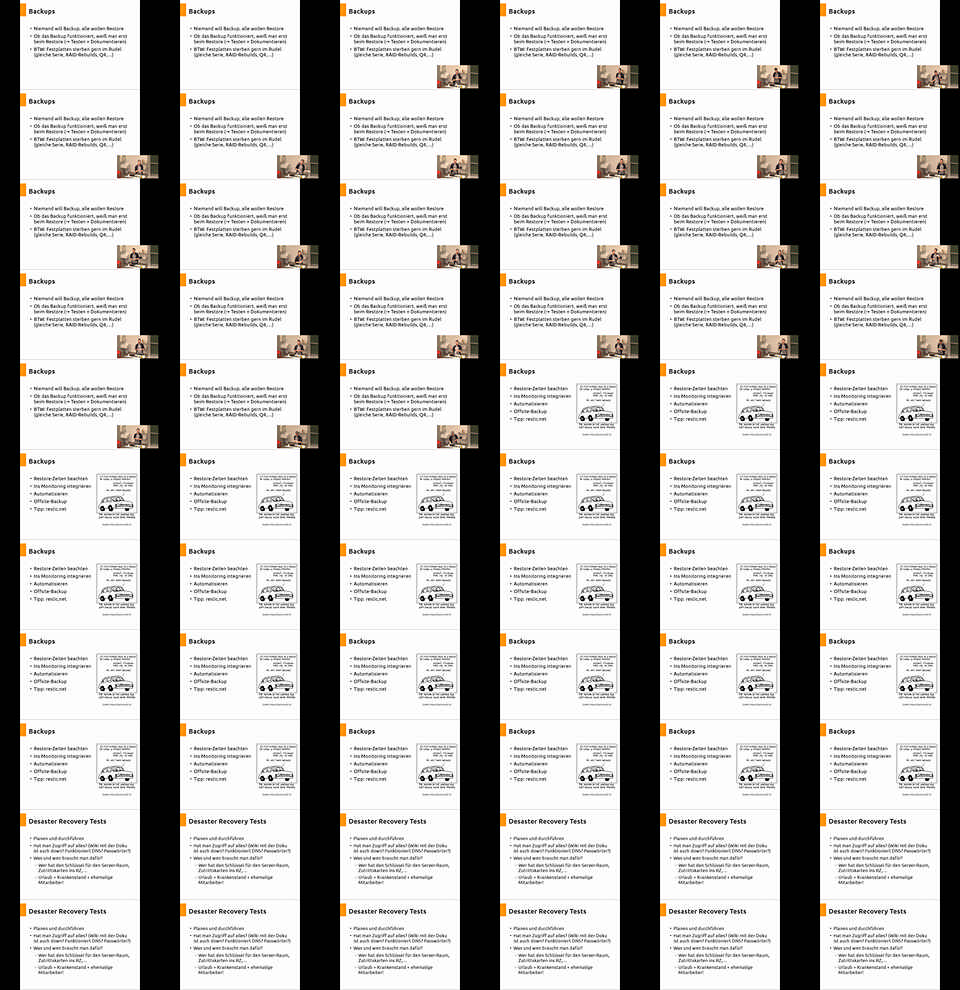 Backups
• Niemand will Backup, alle wollen Restore
• Ob das Backup funktioniert, weiß man erst
beim Restore (→ Testen + Dokumentieren)
• BTW: Festplatten sterben gern im Rudel
(gleiche Serie, RAID-Rebuilds, Q4,...)
Backups
• Restore-Zeiten beachten
• Ins Monitoring integrieren
• Automatisieren
• Offsite-Backup
• Tipp: restic.net
Desaster Recovery Tests
• Planen und durchführen
• Hat man Zugriff auf alles? (Wiki mit der Doku
ist auch down? Funktioniert DNS? Passwörter?)
• Was und wen braucht man dafür?
– Wer hat den Schlüssel für den Server-Raum,
Zutrittskarten ins RZ,...
– Urlaub + Krankenstand + ehemalige
Mitarbeiter!